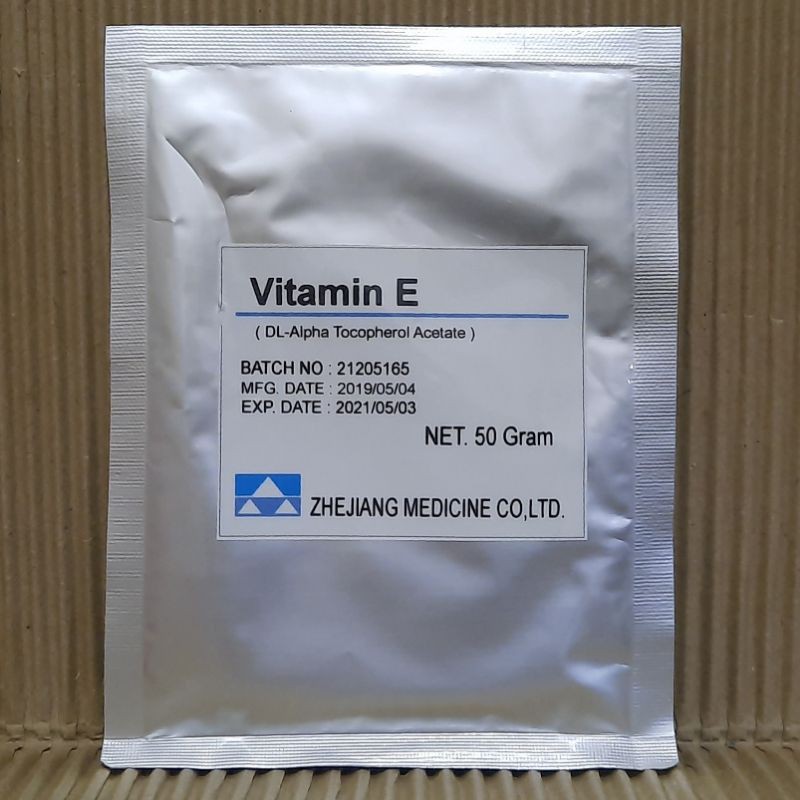 Vitamin E
( DL-Alpha Tocopherol Acetate )
BATCH NO : 21205165
MFG. DATE : 2019/05/04
EXP. DATE : 2021/05/03
NET. 50 Gram
ZHEJIANG MEDICINE CO,LTD.